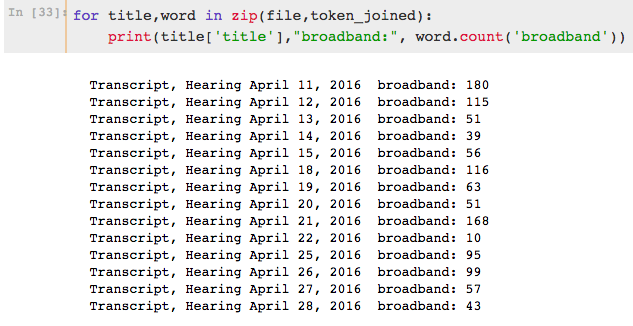 In [33]:
for title,word in zip(file,token_joined):
    print(title['title'],"broadband:", word.count('broadband'))
Transcript, Hearing April 11, 2016  broadband: 180
Transcript, Hearing April 12, 2016  broadband: 115
Transcript, Hearing April 13, 2016  broadband: 51
Transcript, Hearing April 14, 2016  broadband: 39
Transcript, Hearing April 15, 2016  broadband: 56
Transcript, Hearing April 18, 2016  broadband: 116
Transcript, Hearing April 19, 2016  broadband: 63
Transcript, Hearing April 20, 2016  broadband: 51
Transcript, Hearing April 21, 2016  broadband: 168
Transcript, Hearing April 22, 2016  broadband: 10
Transcript, Hearing April 25, 2016  broadband: 95
Transcript, Hearing April 26, 2016  broadband: 99
Transcript, Hearing April 27, 2016  broadband: 57
Transcript, Hearing April 28, 2016  broadband: 43